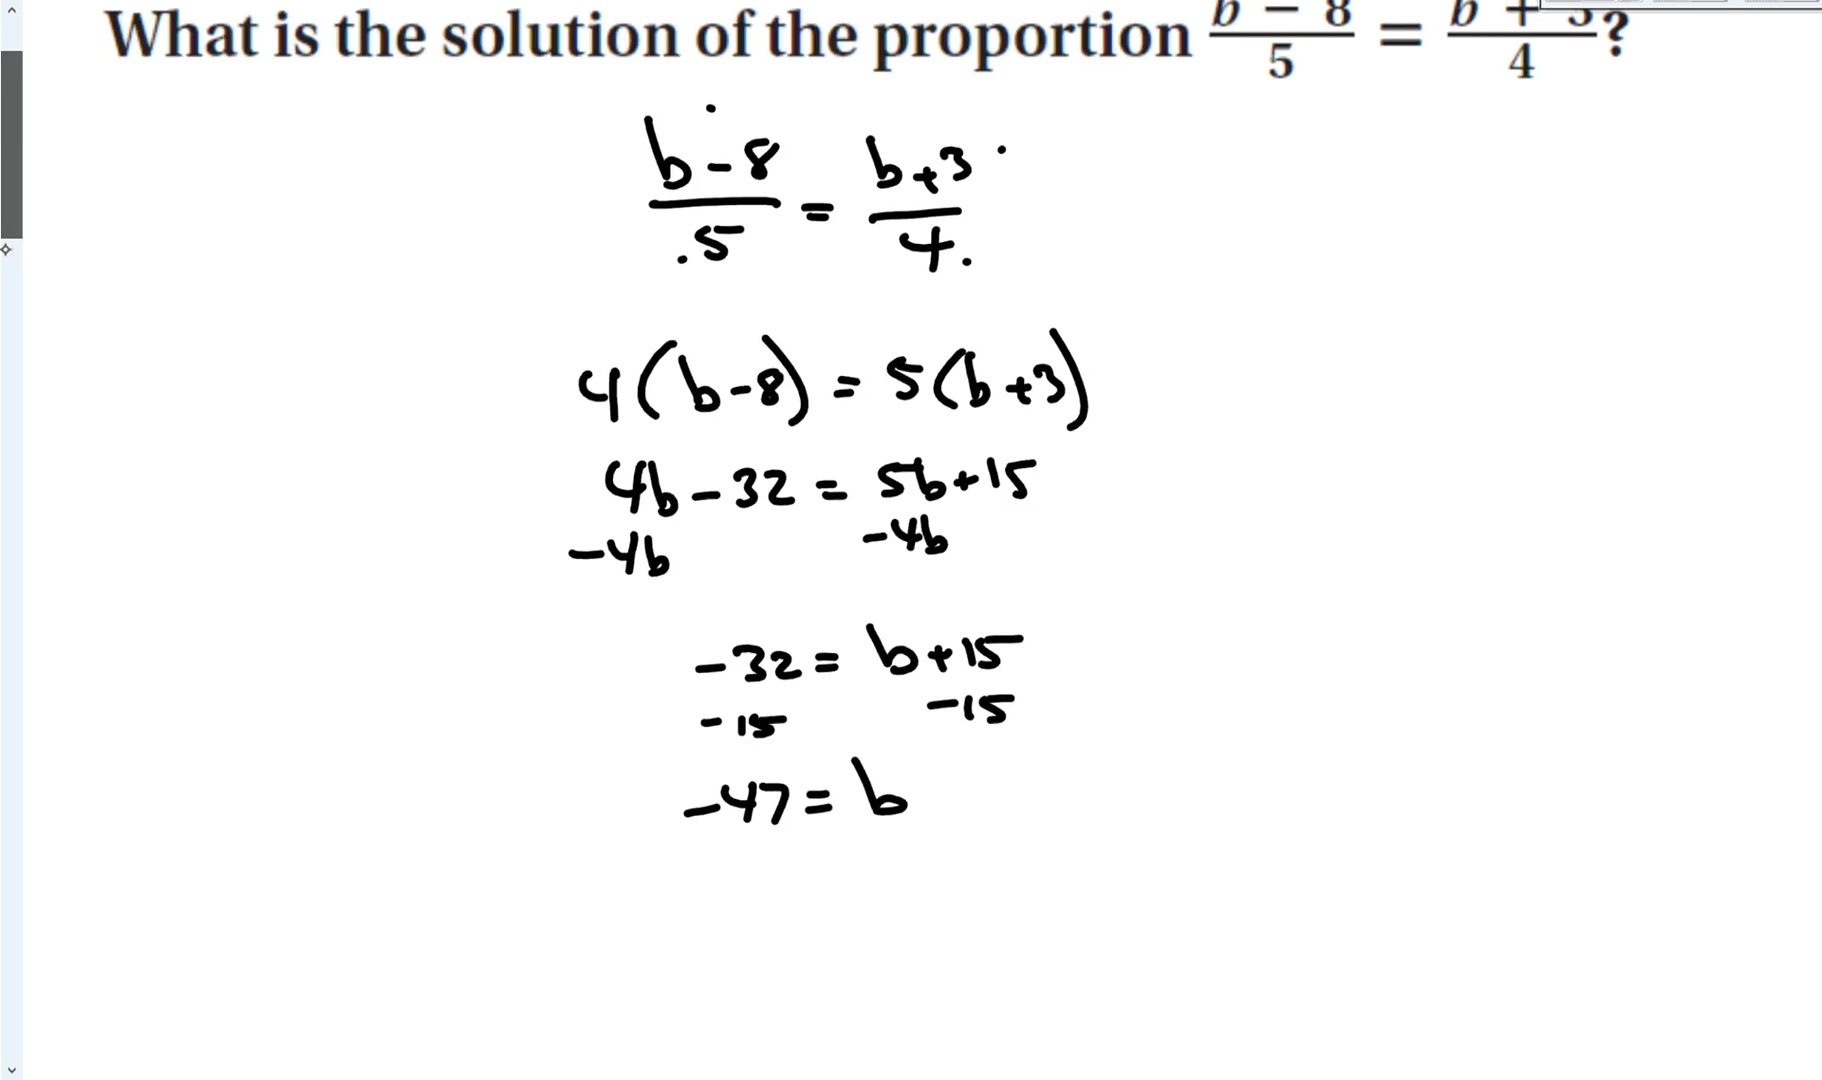 What is the solution of the proportion (b − 8)/5 = (b + 3)/4?
(b - 8)/5 = (b + 3)/4
4(b - 8) = 5(b + 3)
4b - 32 = 5b + 15
-4b -4b
-32 = b + 15
-15 -15
-47 = b